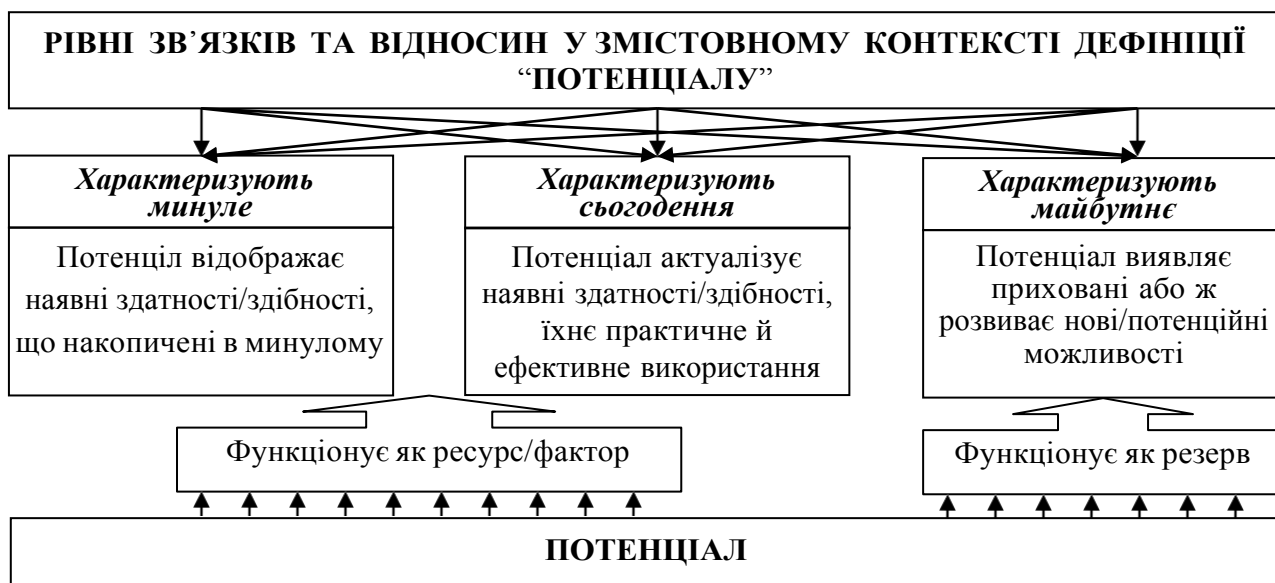 РІВНІ ЗВ’ЯЗКІВ ТА ВІДНОСИН У ЗМІСТОВНОМУ КОНТЕКСТІ ДЕФІНІЦІЇ
“ПОТЕНЦІАЛУ”
Характеризують
минуле
Потенціл відображає
наявні здатності/здібності,
що накопичені в минулому
Характеризують
сьогодення
Потенціал актуалізує
наявні здатності/здібності,
їхнє практичне й
ефективне використання
Характеризують
майбутнє
Потенціал виявляє
приховані або ж
розвиває нові/потенційні
можливості
Функціонує як ресурс/фактор
Функціонує як резерв
ПОТЕНЦІАЛ